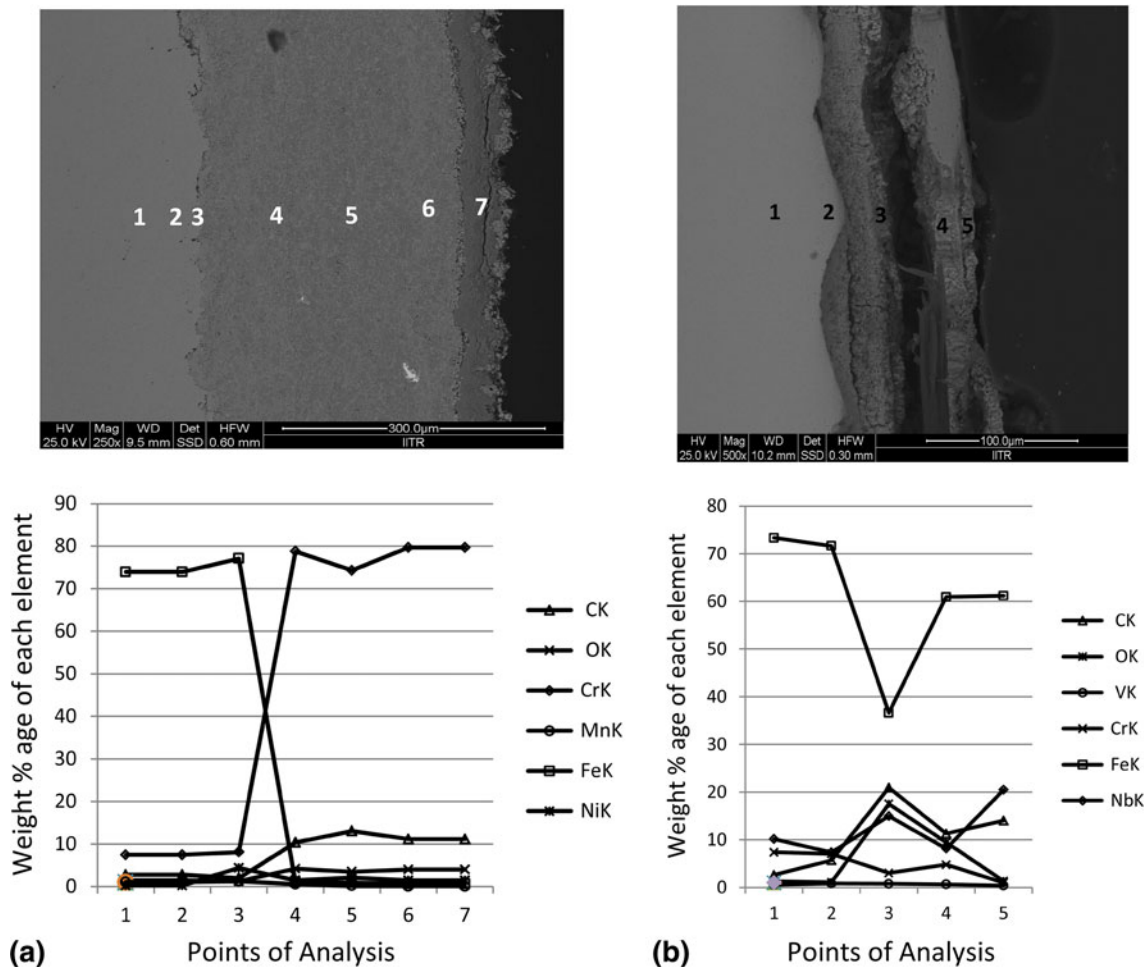 1 2 3 4 5 6 7
HV Mag WD Det HFW 300.0μm
25.0 kV 250x 9.5 mm SSD 0.60 mm IITR
1 2 3 4 5
HV Mag WD Det HFW 100.0μm
25.0 kV 500x 10.2 mm SSD 0.30 mm IITR
Weight % age of each element
90
80
70
60
50
40
30
20
10
0
1 2 3 4 5 6 7
Points of Analysis
CK
OK
CrK
MnK
FeK
NiK
(a)
Weight % age of each element
80
70
60
50
40
30
20
10
0
1 2 3 4 5
Points of Analysis
CK
OK
VK
CrK
FeK
NbK
(b)